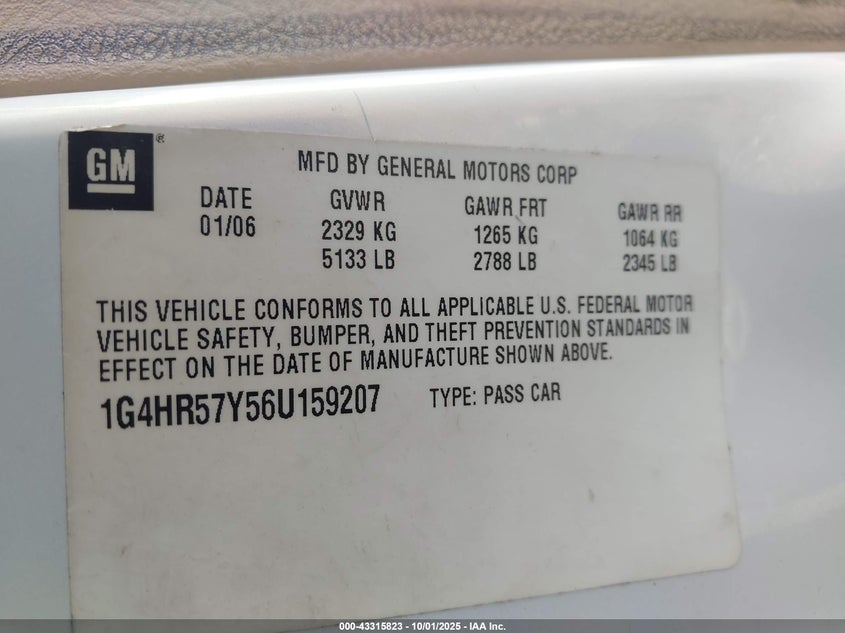 GM®
MFD BY GENERAL MOTORS CORP
DATE GVWR GAWR FRT GAWR RR
01/06 2329 KG 1265 KG 1064 KG
5133 LB 2788 LB 2345 LB
THIS VEHICLE CONFORMS TO ALL APPLICABLE U.S. FEDERAL MOTOR
VEHICLE SAFETY, BUMPER, AND THEFT PREVENTION STANDARDS IN
EFFECT ON THE DATE OF MANUFACTURE SHOWN ABOVE.
1G4HR57Y56U159207 TYPE: PASS CAR
000-43315823 | 10/01/2025 - IAA Inc.